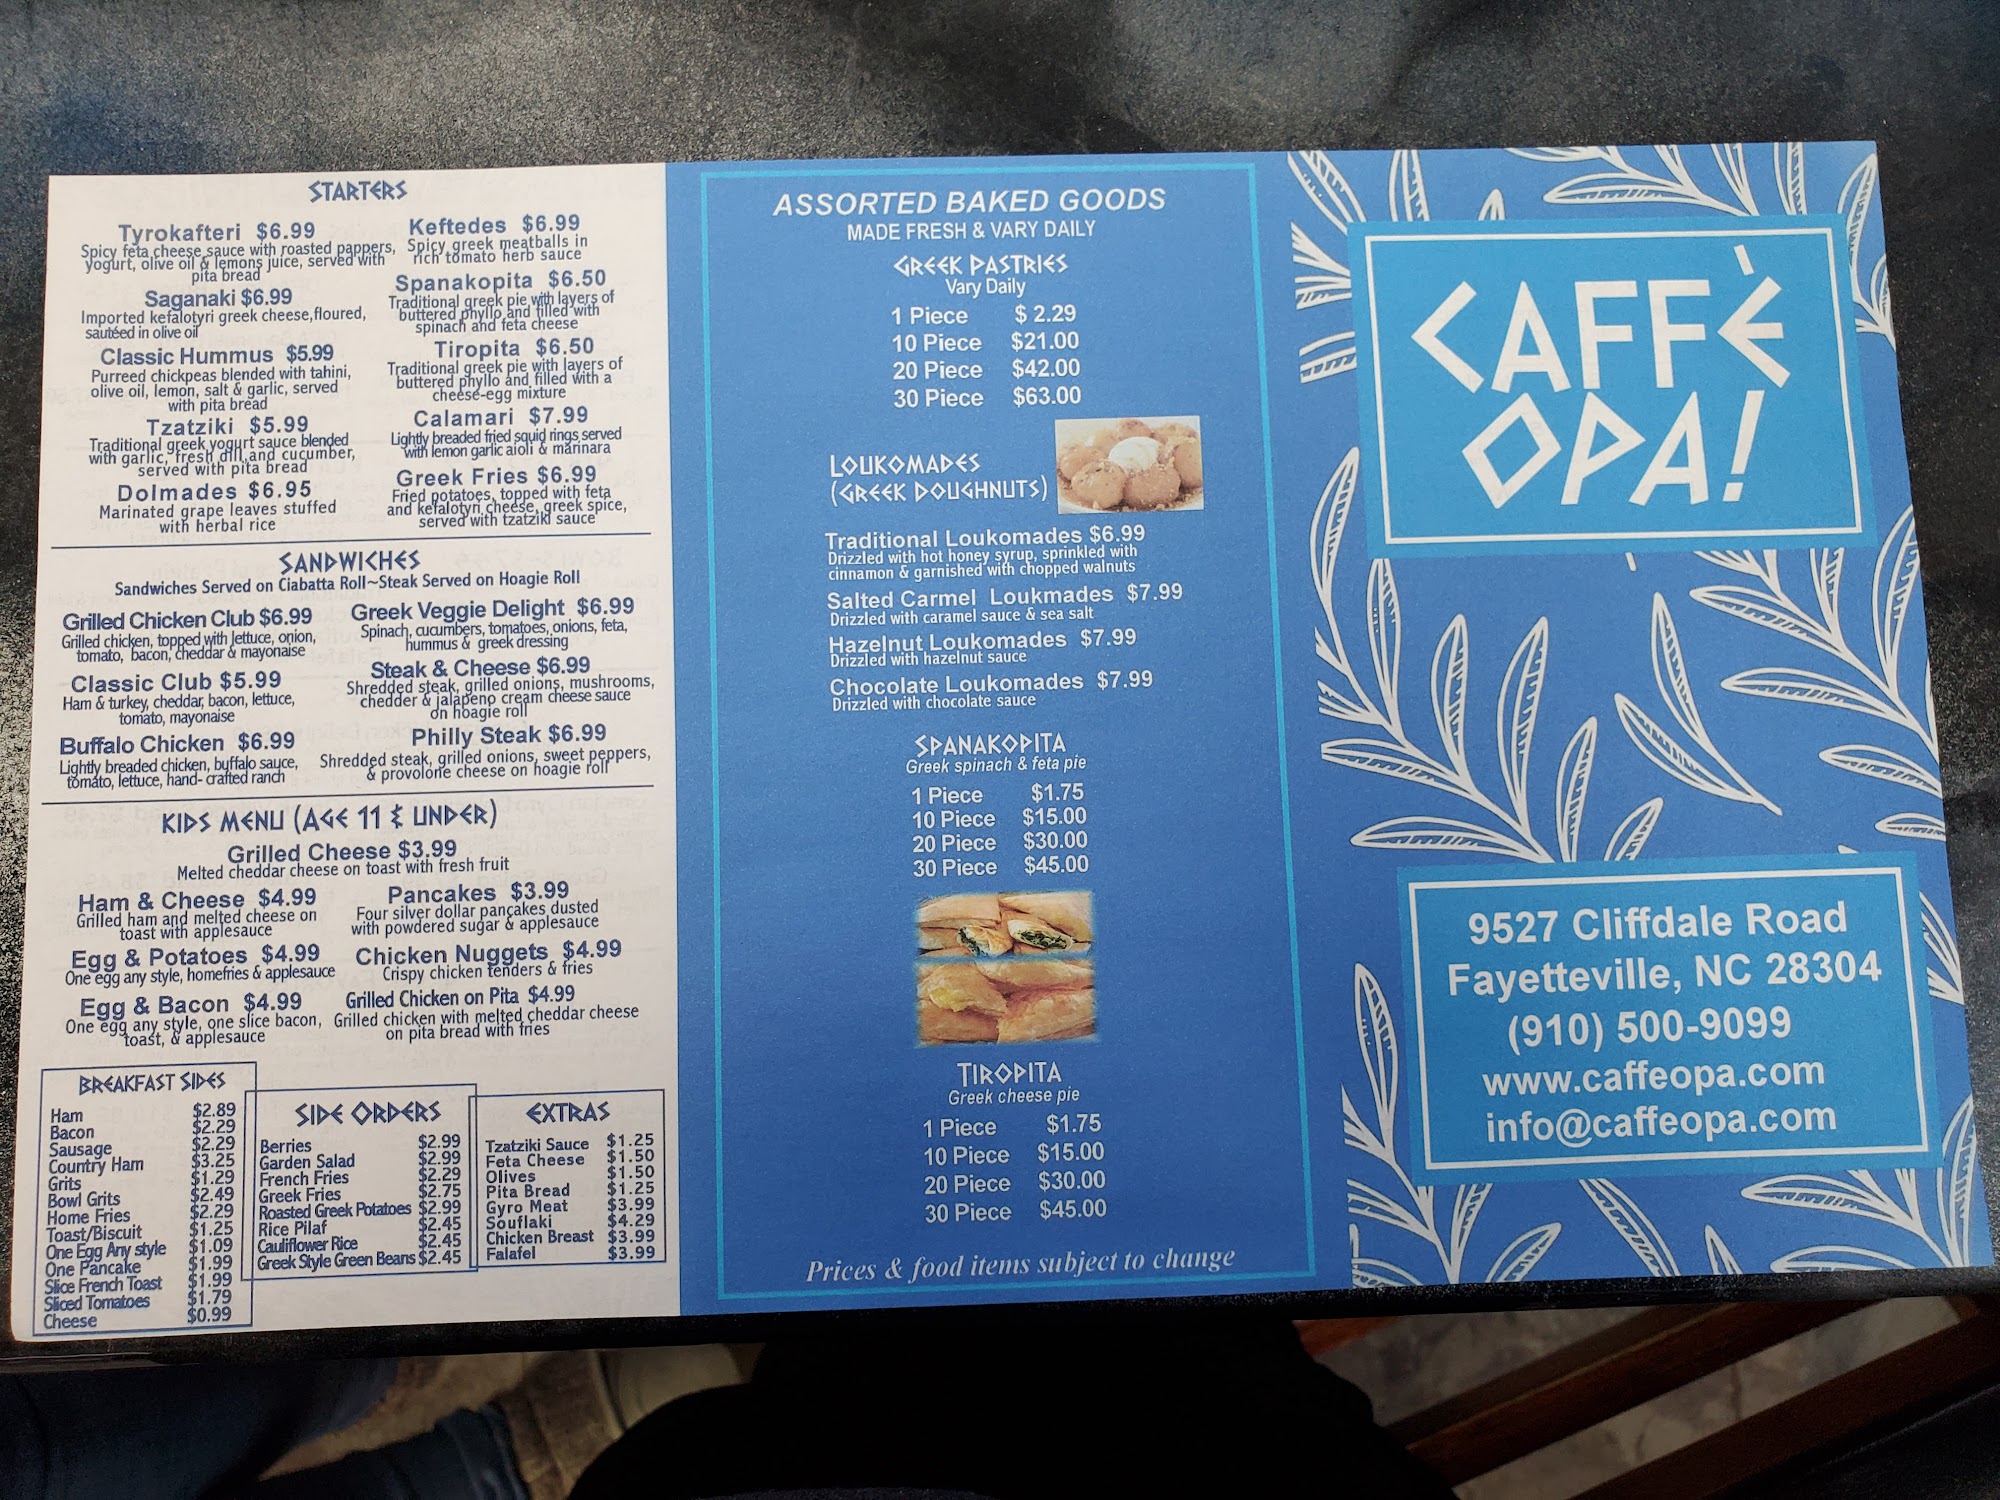 STARTERS
Tyrokafteri $6.99
Spicy feta cheese sauce with roasted pappers,
yogurt, olive oil & lemons juice, served with
pita bread
Saganaki $6.99
Imported kefalotyri greek cheese,floured,
sautéed in olive oil
Classic Hummus $5.99
Purreed chickpeas blended with tahini,
olive oil, lemon, salt & garlic, served
with pita bread
Tzatziki $5.99
Traditional greek yogurt sauce blended
with garlic, fresh dill,and cucumber,
served with pita bread
Dolmades $6.95
Marinated grape leaves stuffed
with herbal rice
Keftedes $6.99
Spicy greek meatballs in
rich tomato herb sauce
Spanakopita $6.50
Traditional greek pie with layers of
buttered phyllo and filled with
spinach and feta cheese
Tiropita $6.50
Traditional greek pie with layers of
buttered phyllo and filled with a
cheese-egg mixture
Calamari $7.99
Lightly breaded fried squid rings served
with lemon garlic aioli & marinara
Greek Fries $6.99
Fried potatoes, topped with feta
and kefalotyri cheese, greek spice,
served with tzatziki sauce
SANDWICHES
Sandwiches Served on Ciabatta Roll~Steak Served on Hoagie Roll
Grilled Chicken Club $6.99
Grilled chicken, topped with lettuce, onion,
tomato, bacon, cheddar & mayonaise
Classic Club $5.99
Ham & turkey, cheddar, bacon, lettuce,
tomato, mayonaise
Buffalo Chicken $6.99
Lightly breaded chicken, buffalo sauce,
tomato, lettuce, hand- crafted ranch
Greek Veggie Delight $6.99
Spinach, cucumbers, tomatoes, onions, feta,
hummus & greek dressing
Steak & Cheese $6.99
Shredded steak, grilled onions, mushrooms,
chedder & jalapeno cream cheese sauce
on hoagie roll
Philly Steak $6.99
Shredded steak, grilled onions, sweet peppers,
& provolone cheese on hoagie roll
KIDS MENU (AGE 11 & UNDER)
Grilled Cheese $3.99
Melted cheddar cheese on toast with fresh fruit
Ham & Cheese $4.99
Grilled ham and melted cheese on
toast with applesauce
Egg & Potatoes $4.99
One egg any style, homefries & applesauce
Egg & Bacon $4.99
One egg any style, one slice bacon,
toast, & applesauce
Pancakes $3.99
Four silver dollar pancakes dusted
with powdered sugar & applesauce
Chicken Nuggets $4.99
Crispy chicken tenders & fries
Grilled Chicken on Pita $4.99
Grilled chicken with melted cheddar cheese
on pita bread with fries
BREAKFAST SIDES
Ham $2.89
Bacon $2.29
Sausage $2.29
Country Ham $3.25
Grits $1.29
Bowl Grits $2.49
Home Fries $2.29
Toast/Biscuit $1.25
One Egg Any style $1.09
One Pancake $1.99
Slice French Toast $1.99
Sliced Tomatoes $1.79
Cheese $0.99
SIDE ORDERS
Berries $2.99
Garden Salad $2.99
French Fries $2.29
Greek Fries $2.75
Roasted Greek Potatoes $2.99
Rice Pilaf $2.45
Cauliflower Rice $2.45
Greek Style Green Beans $2.45
EXTRAS
Tzatziki Sauce $1.25
Feta Cheese $1.50
Olives $1.50
Pita Bread $1.25
Gyro Meat $3.99
Souflaki $4.29
Chicken Breast $3.99
Falafel $3.99
ASSORTED BAKED GOODS
MADE FRESH & VARY DAILY
GREEK PASTRIES
Vary Daily
1 Piece $ 2.29
10 Piece $21.00
20 Piece $42.00
30 Piece $63.00
LOUKOMADES
(GREEK DOUGHNUTS)
Traditional Loukomades $6.99
Drizzled with hot honey syrup, sprinkled with
cinnamon & garnished with chopped walnuts
Salted Carmel Loukmades $7.99
Drizzled with caramel sauce & sea salt
Hazelnut Loukomades $7.99
Drizzled with hazelnut sauce
Chocolate Loukomades $7.99
Drizzled with chocolate sauce
SPANAKOPITA
Greek spinach & feta pie
1 Piece $1.75
10 Piece $15.00
20 Piece $30.00
30 Piece $45.00
TIROPITA
Greek cheese pie
1 Piece $1.75
10 Piece $15.00
20 Piece $30.00
30 Piece $45.00
Prices & food items subject to change
CAFFÈ
OPA!
9527 Cliffdale Road
Fayetteville, NC 28304
(910) 500-9099
www.caffeopa.com
info@caffeopa.com